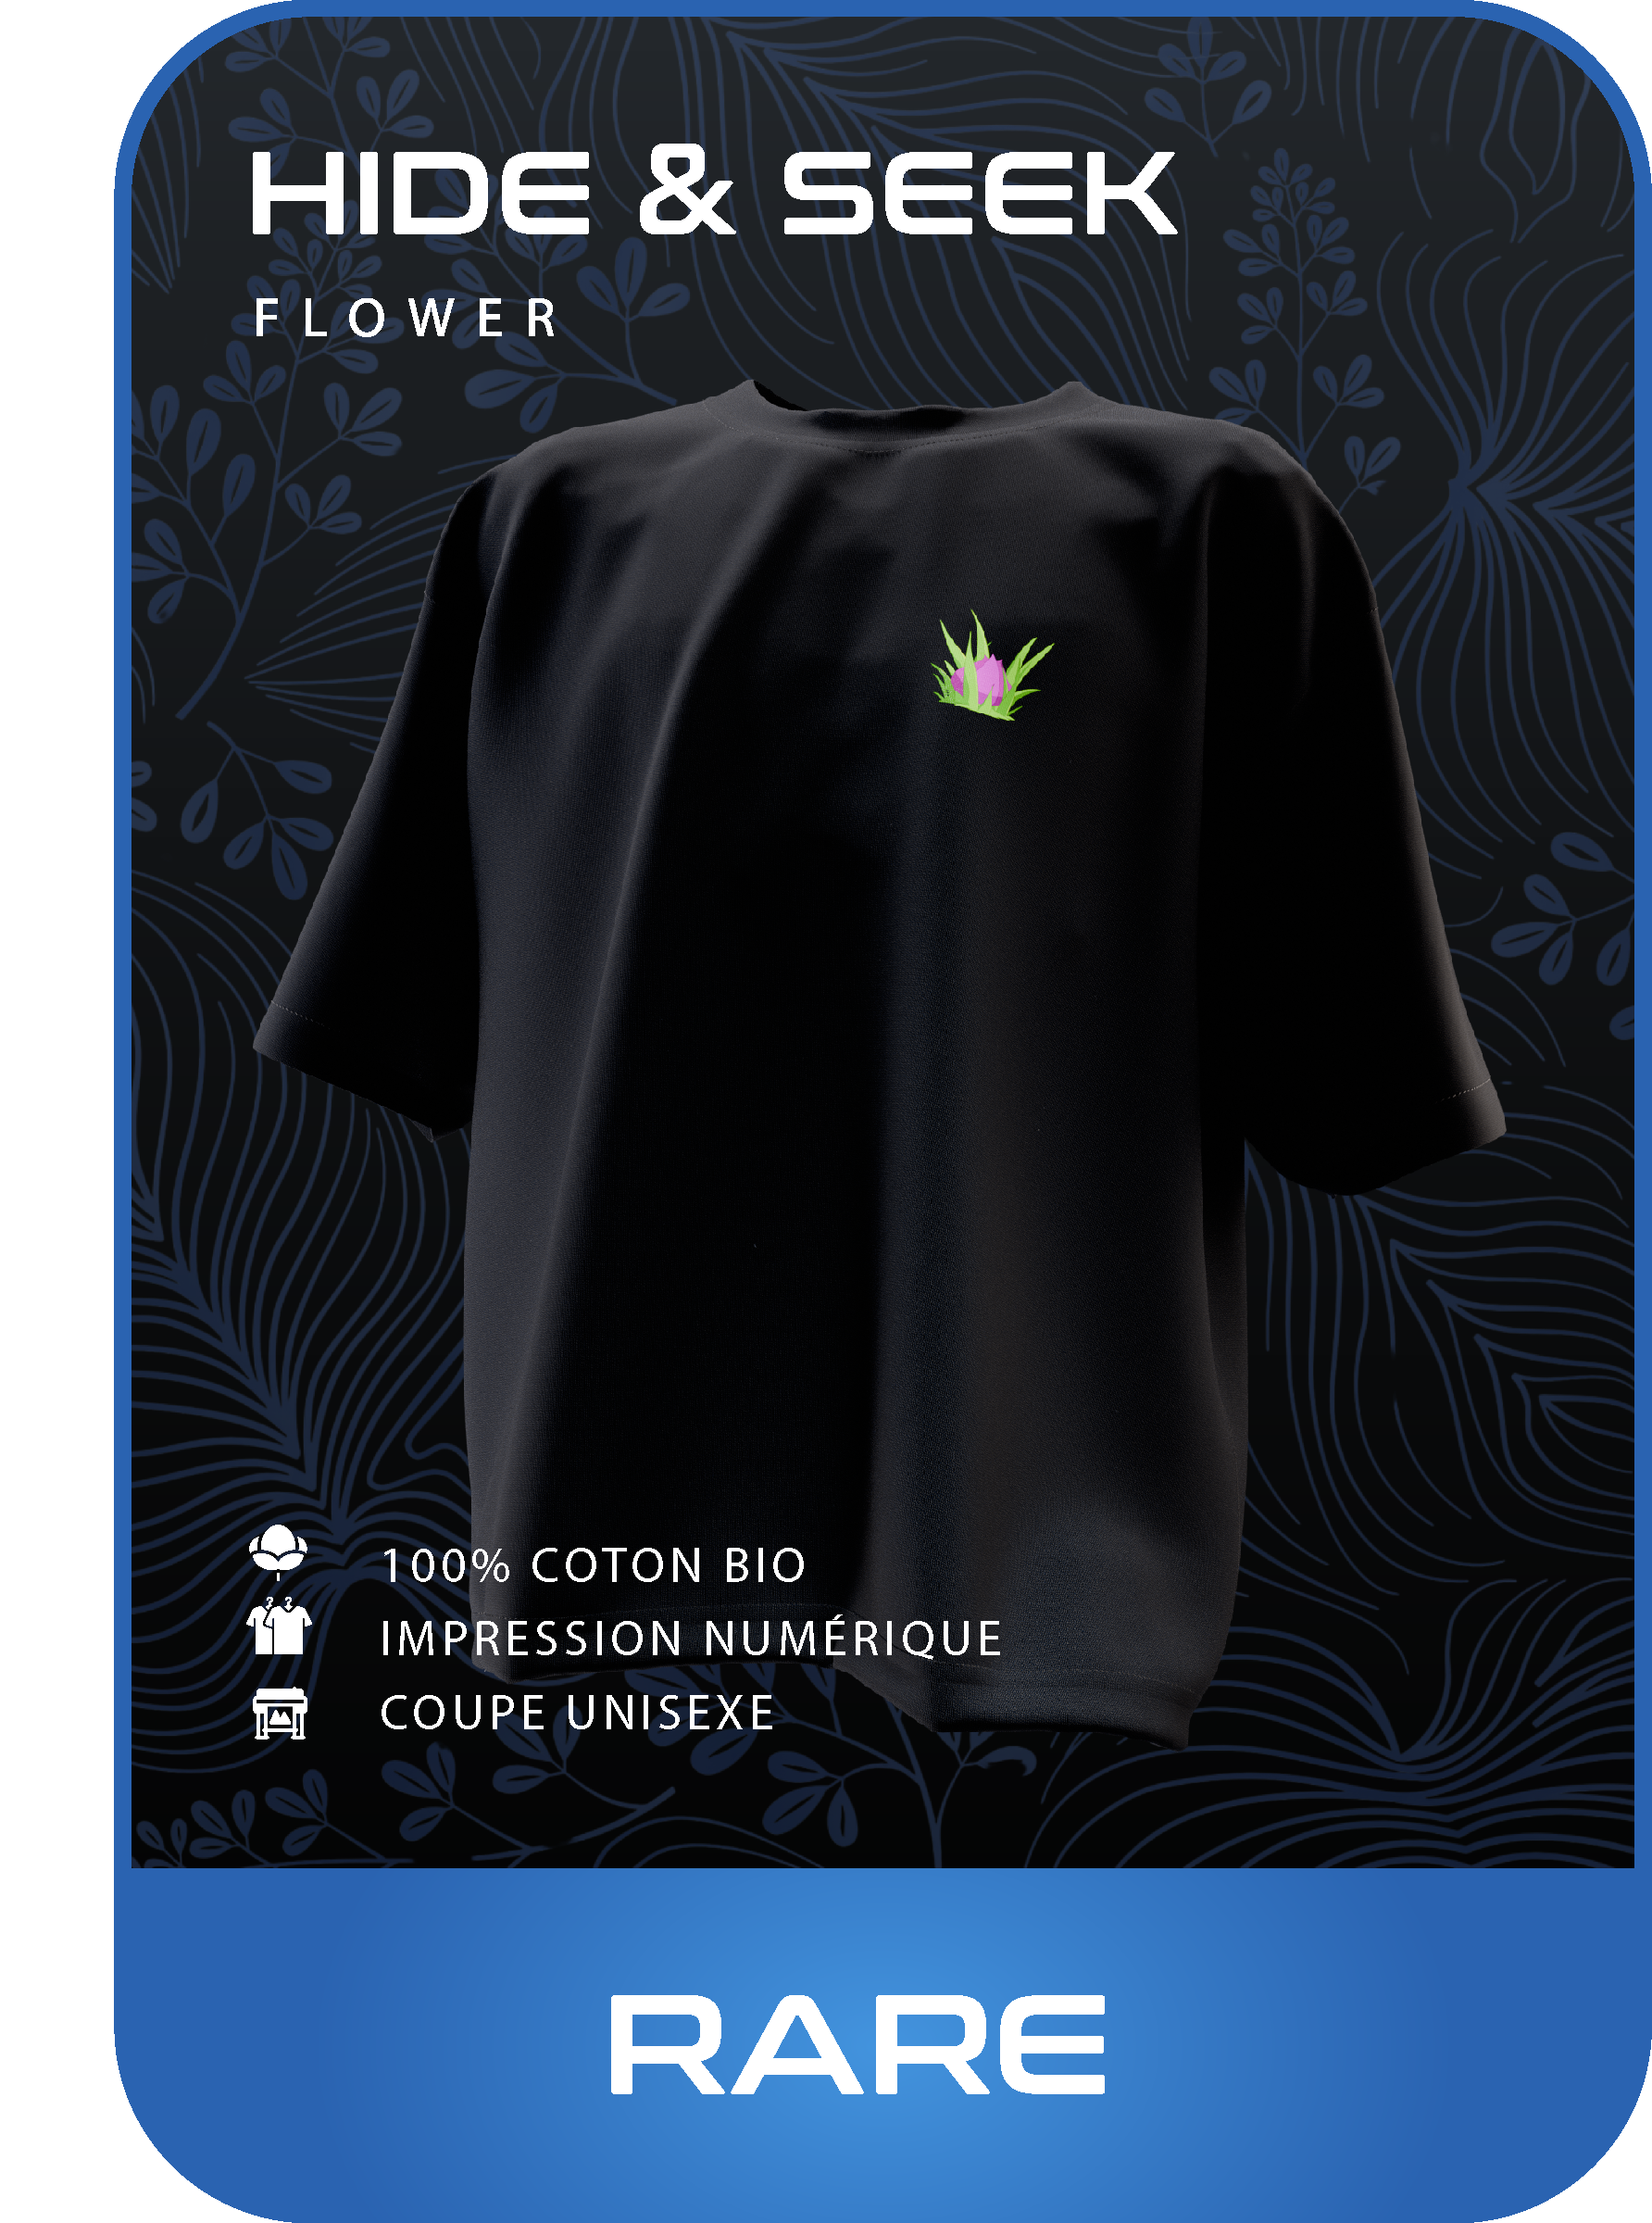 HIDE & SEEK
FLOWER
100% COTON BIO
IMPRESSION NUMÉRIQUE
COUPE UNISEXE
RARE